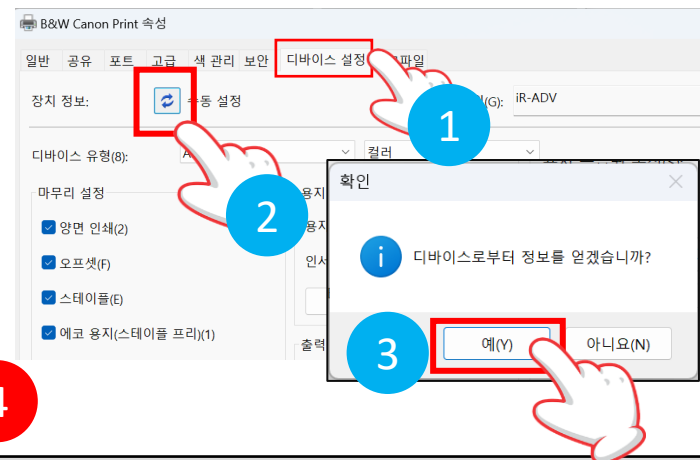 B&W Canon Print 속성
일반 공유 포트 고급 색 관리 보안 디바이스 설정 파일
장치 정보: 수동 설정 (G): iR-ADV
1
디바이스 유형(8): 컬러
2
마무리 설정 용지
양면 인쇄(2)
오프셋(F)
스테이플(E)
에코 용지(스테이플 프리)(1) 출력
확인
디바이스로부터 정보를 얻겠습니까?
3
예(Y) 아니요(N)
4